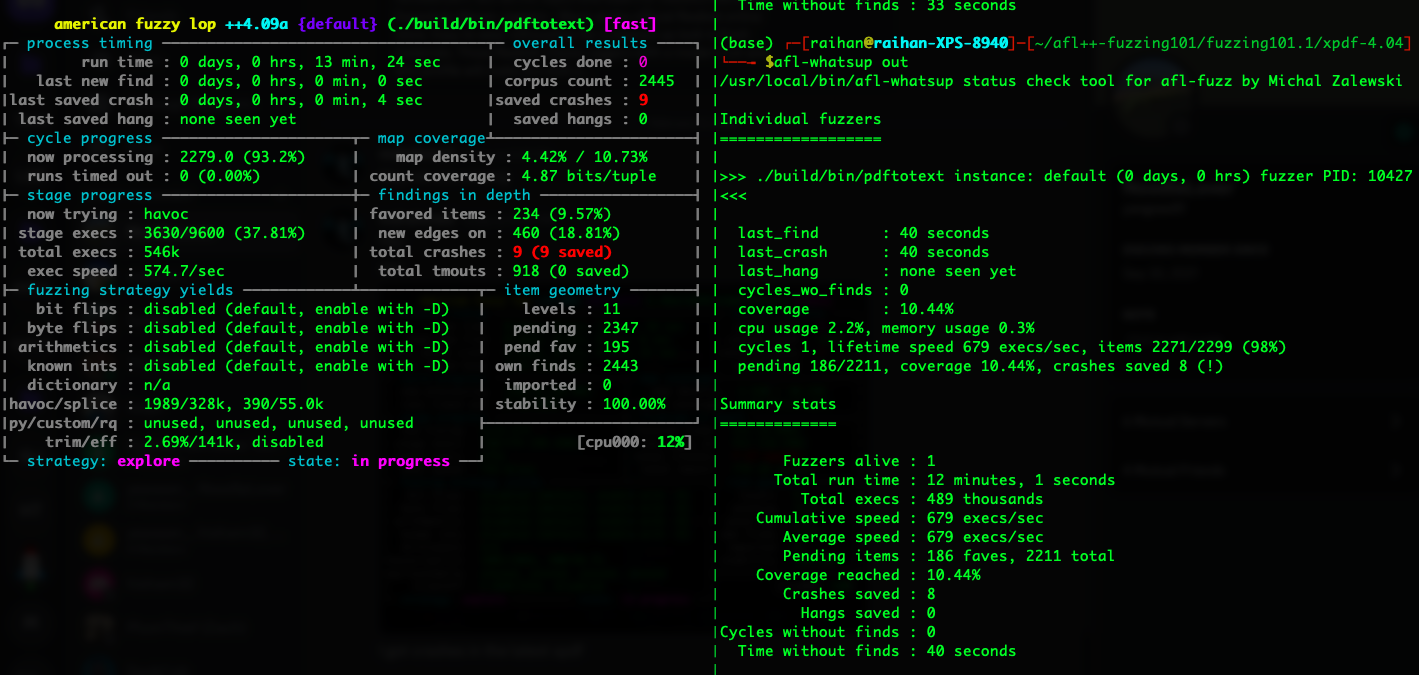 american fuzzy lop ++4.09a {default} (./build/bin/pdftotext) [fast]
process timing overall results
run time : 0 days, 0 hrs, 13 min, 24 sec cycles done : 0
last new find : 0 days, 0 hrs, 0 min, 0 sec corpus count : 2445
last saved crash : 0 days, 0 hrs, 0 min, 4 sec saved crashes : 9
last saved hang : none seen yet saved hangs : 0
cycle progress map coverage
now processing : 2279.0 (93.2%) map density : 4.42% / 10.73%
runs timed out : 0 (0.00%) count coverage : 4.87 bits/tuple
stage progress findings in depth
now trying : havoc favored items : 234 (9.57%)
stage execs : 3630/9600 (37.81%) new edges on : 460 (18.81%)
total execs : 546k total crashes : 9 (9 saved)
exec speed : 574.7/sec total tmouts : 918 (0 saved)
fuzzing strategy yields item geometry
bit flips : disabled (default, enable with -D) levels : 11
byte flips : disabled (default, enable with -D) pending : 2347
arithmetics : disabled (default, enable with -D) pend fav : 195
known ints : disabled (default, enable with -D) own finds : 2443
dictionary : n/a imported : 0
havoc/splice : 1989/328k, 390/55.0k stability : 100.00%
py/custom/rq : unused, unused, unused, unused
trim/eff : 2.69%/141k, disabled [cpu000: 12%]
strategy: explore state: in progress
Time without finds : 33 seconds
(base) ┌─[raihan@raihan-XPS-8940]─[~/afl++-fuzzing101/fuzzing101.1/xpdf-4.04]
└──╼ $afl-whatsup out
/usr/local/bin/afl-whatsup status check tool for afl-fuzz by Michal Zalewski
Individual fuzzers
==================
>>> ./build/bin/pdftotext instance: default (0 days, 0 hrs) fuzzer PID: 10427
<<<
last_find : 40 seconds
last_crash : 40 seconds
last_hang : none seen yet
cycles_wo_finds : 0
coverage : 10.44%
cpu usage 2.2%, memory usage 0.3%
cycles 1, lifetime speed 679 execs/sec, items 2271/2299 (98%)
pending 186/2211, coverage 10.44%, crashes saved 8 (!)
Summary stats
=============
Fuzzers alive : 1
Total run time : 12 minutes, 1 seconds
Total execs : 489 thousands
Cumulative speed : 679 execs/sec
Average speed : 679 execs/sec
Pending items : 186 faves, 2211 total
Coverage reached : 10.44%
Crashes saved : 8
Hangs saved : 0
Cycles without finds : 0
Time without finds : 40 seconds